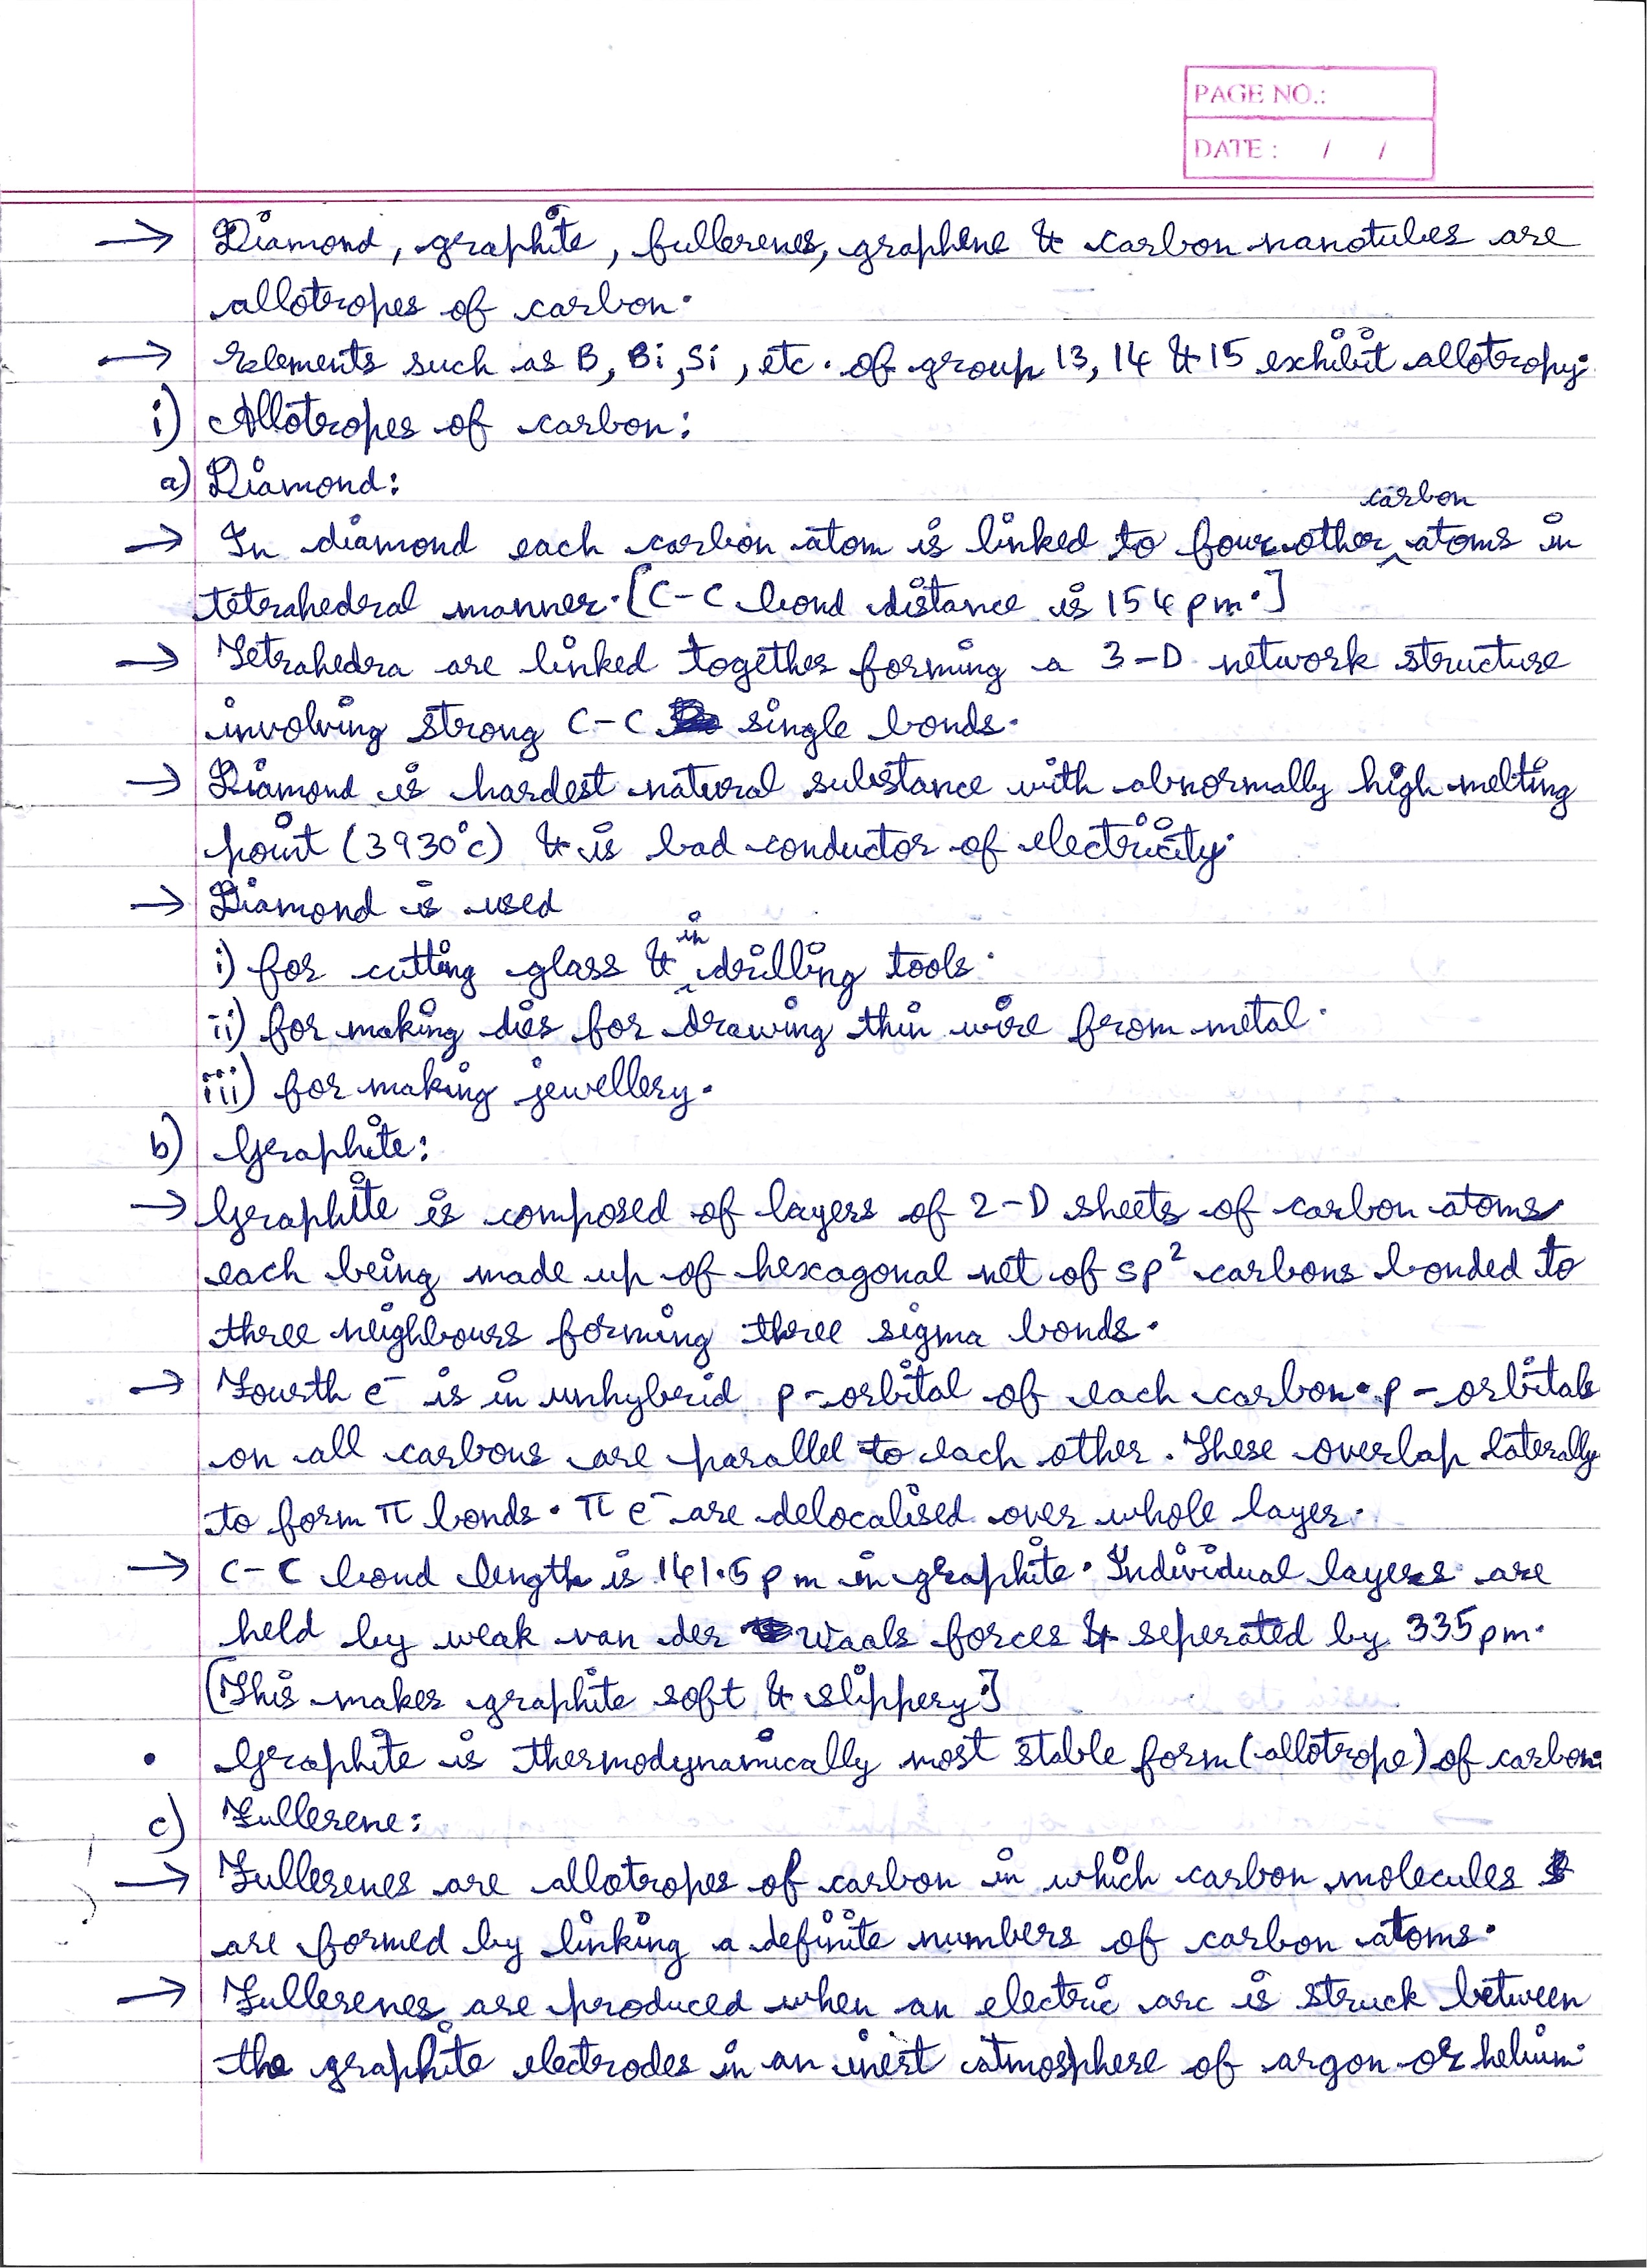 PAGE NO.:
DATE : / /
→ Diamond, graphite, fullerenes, graphene & carbon nanotubes are
allotropes of carbon.
→ Elements such as B, Bi, Si, etc. of group 13, 14 & 15 exhibit allotropy.
i) Allotropes of carbon:
a) Diamond:
carbon
→ In diamond each carbon atom is linked to four other ^ atoms in
tetrahedral manner. [C-C bond distance is 154 pm.]
→ Tetrahedra are linked together forming a 3-D network structure
involving strong C-C single bonds.
→ Diamond is hardest natural substance with abnormally high melting
point (3930°c) & is bad conductor of electricity.
→ Diamond is used
in
i) for cutting glass & ^ drilling tools.
ii) for making dies for drawing thin wire from metal.
iii) for making jewellery.
b) Graphite:
→ Graphite is composed of layers of 2-D sheets of carbon atoms
each being made up of hexagonal net of sp² carbons bonded to
three neighbours forming three sigma bonds.
→ Fourth e⁻ is in unhybrid p-orbital of each carbon. p-orbitals
on all carbons are parallel to each other. These overlap laterally
to form π bonds. π e⁻ are delocalised over whole layer.
→ C-C bond length is 141.5 pm in graphite. Individual layers are
held by weak van der Waals forces & seperated by 335 pm.
[This makes graphite soft & slippery.]
• Graphite is thermodynamically most stable form (allotrope) of carbon.
c) Fullerene:
→ Fullerenes are allotropes of carbon in which carbon molecules
are formed by linking a definite numbers of carbon atoms.
→ Fullerenes are produced when an electric arc is struck between
the graphite electrodes in an inert atmosphere of argon or helium.